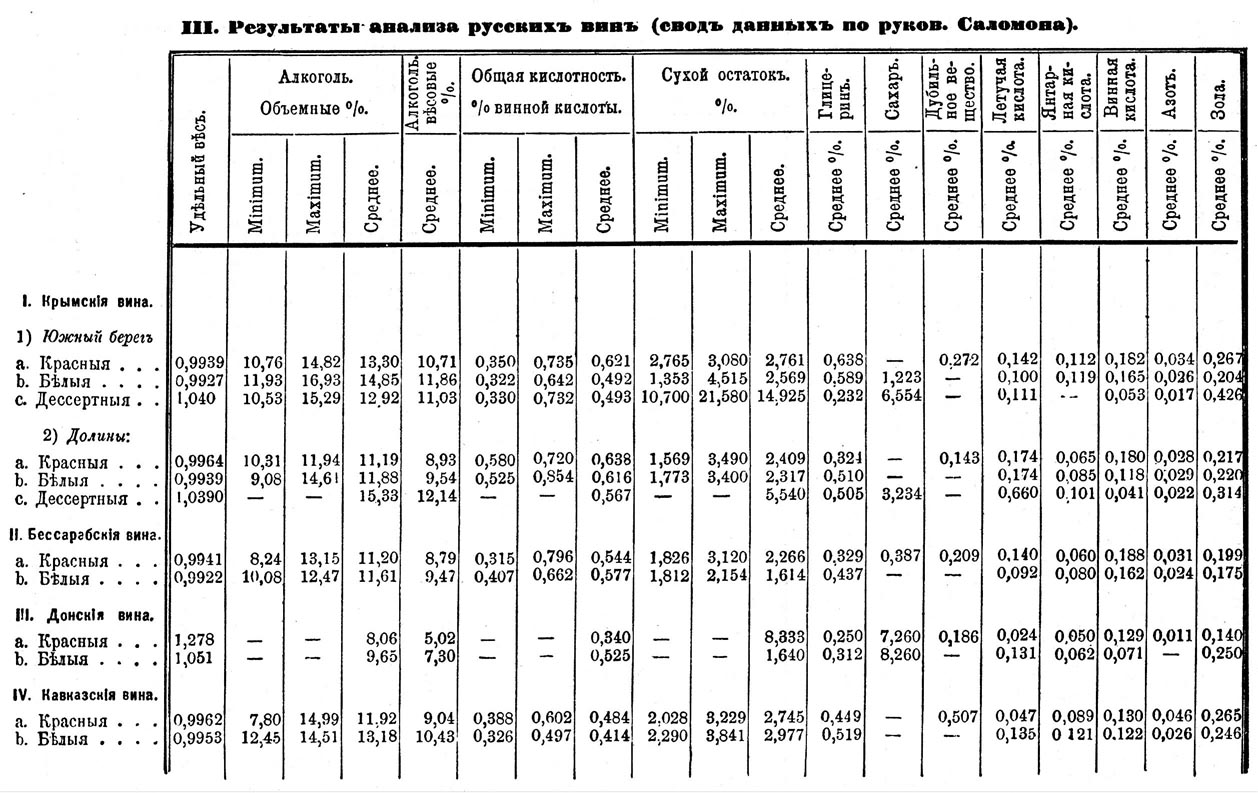 III. Результаты анализа русскихъ винъ (сводъ данныхъ по руков. Саломона).
Удѣльный вѣсъ. Алкоголь. Объемные %. Алкоголь. вѣсовые %. Общая кислотность. % винной кислоты. Сухой остатокъ. %. Глице-ринъ. Сахаръ. Дубиль-ное ве-щество. Летучая кислота. Янтар-ная ки-слота. Винная кислота. Азотъ. Зола.
Minimum. Maximum. Среднее. Среднее. Minimum. Maximum. Среднее. Minimum. Maximum. Среднее. Среднее %. Среднее %. Среднее %. Среднее %. Среднее %. Среднее %. Среднее %. Среднее %.
I. Крымскія вина.
1) Южный берегъ
a. Красныя . . . 0,9939 10,76 14,82 13,30 10,71 0,350 0,735 0,621 2,765 3,080 2,761 0,638 — 0,272 0,142 0,112 0,182 0,034 0,267
b. Бѣлыя . . . . 0,9927 11,93 16,93 14,85 11,86 0,322 0,642 0,492 1,353 4,515 2,569 0,589 1,223 — 0,100 0,119 0,165 0,026 0,204
c. Дессертныя . . 1,040 10,53 15,29 12,92 11,03 0,330 0,732 0,493 10,700 21,580 14,925 0,232 6,554 — 0,111 -- 0,053 0,017 0,426
2) Долины:
a. Красныя . . . 0,9964 10,31 11,94 11,19 8,93 0,580 0,720 0,638 1,569 3,490 2,409 0,324 — 0,143 0,174 0,065 0,180 0,028 0,217
b. Бѣлыя . . . . 0,9939 9,08 14,61 11,88 9,54 0,525 0,854 0,616 1,773 3,400 2,317 0,510 — — 0,174 0,085 0,118 0,029 0,220
c. Дессертныя . . 1,0390 — — 15,33 12,14 — — 0,567 — — 5,540 0,505 3,234 — 0,660 0,101 0,041 0,022 0,314
II. Бессарабскія вина.
a. Красныя . . . 0,9941 8,24 13,15 11,20 8,79 0,315 0,796 0,544 1,826 3,120 2,266 0,329 0,387 0,209 0,140 0,060 0,188 0,031 0,199
b. Бѣлыя . . . . 0,9922 10,08 12,47 11,61 9,47 0,407 0,662 0,577 1,812 2,154 1,614 0,437 — — 0,092 0,080 0,162 0,024 0,175
III. Донскія вина.
a. Красныя . . . 1,278 — — 8,06 5,02 — — 0,340 — — 8,333 0,250 7,260 0,186 0,024 0,050 0,129 0,011 0,140
b. Бѣлыя . . . . 1,051 — — 9,65 7,30 — — 0,525 — — 1,640 0,312 8,260 — 0,131 0,062 0,071 — 0,250
IV. Кавказскія вина.
a. Красныя . . . 0,9962 7,80 14,99 11,92 9,04 0,388 0,602 0,484 2,028 3,229 2,745 0,449 — 0,507 0,047 0,089 0,130 0,046 0,265
b. Бѣлыя . . . . 0,9953 12,45 14,51 13,18 10,43 0,326 0,497 0,414 2,290 3,841 2,977 0,519 — — 0,135 0 121 0.122 0,026 0,246